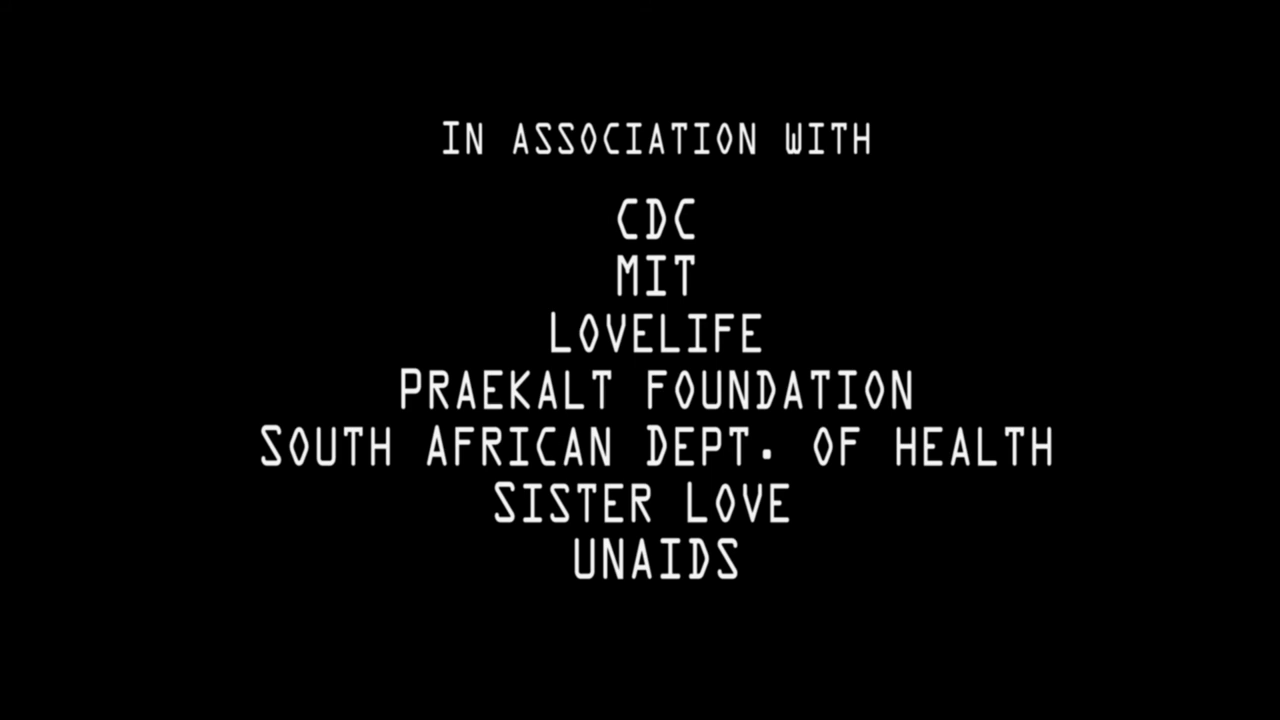 IN ASSOCIATION WITH
CDC
MIT
LOVELIFE
PRAEKALT FOUNDATION
SOUTH AFRICAN DEPT. OF HEALTH
SISTER LOVE
UNAIDS